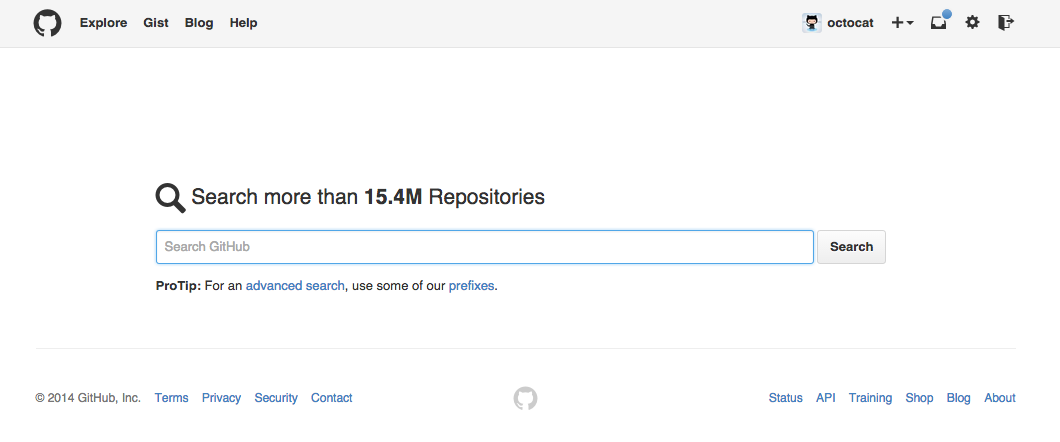 Explore Gist Blog Help octocat
Search more than 15.4M Repositories
Search GitHub Search
ProTip: For an advanced search, use some of our prefixes.
© 2014 GitHub, Inc. Terms Privacy Security Contact Status API Training Shop Blog About